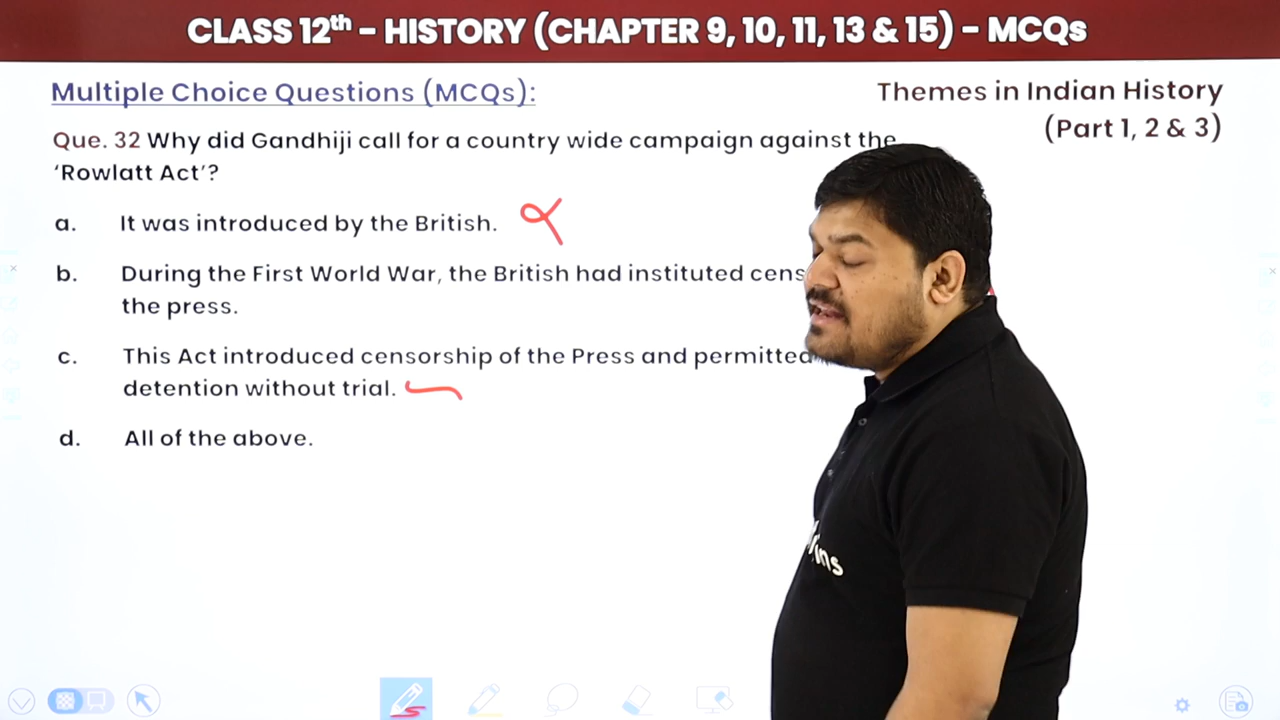 CLASS 12th – HISTORY (CHAPTER 9, 10, 11, 13 & 15) – MCQs
Multiple Choice Questions (MCQs):
Themes in Indian History
(Part 1, 2 & 3)
Que. 32 Why did Gandhiji call for a country wide campaign against the
‘Rowlatt Act’?
a. It was introduced by the British.
b. During the First World War, the British had instituted
the press.
c. This Act introduced censorship of the Press and permitted
detention without trial.
d. All of the above.